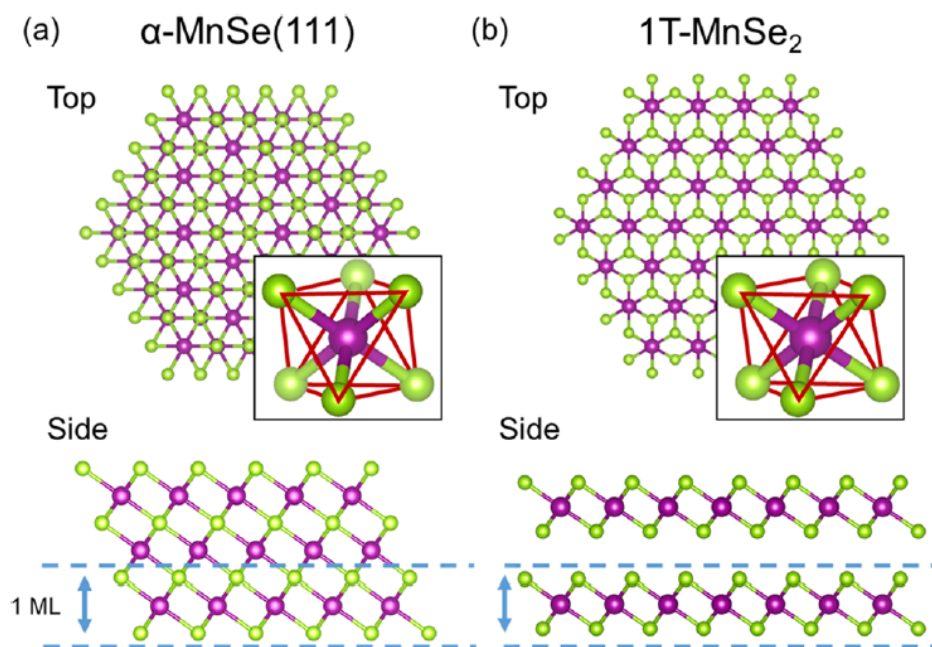 (a) α-MnSe(111)
(b) 1T-MnSe₂
Top
Top
Side
Side
1 ML